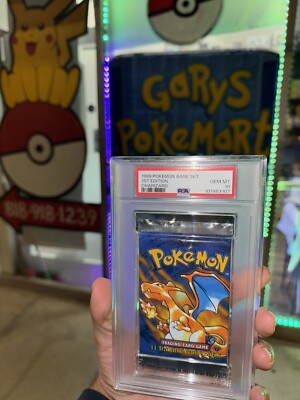 GARYS
POKEMART
818-918-1239
1999 POKEMON BASE SET
1ST EDITION
CHARIZARD
GEM MT
10
PSA
POKéMON
TRADING CARD GAME